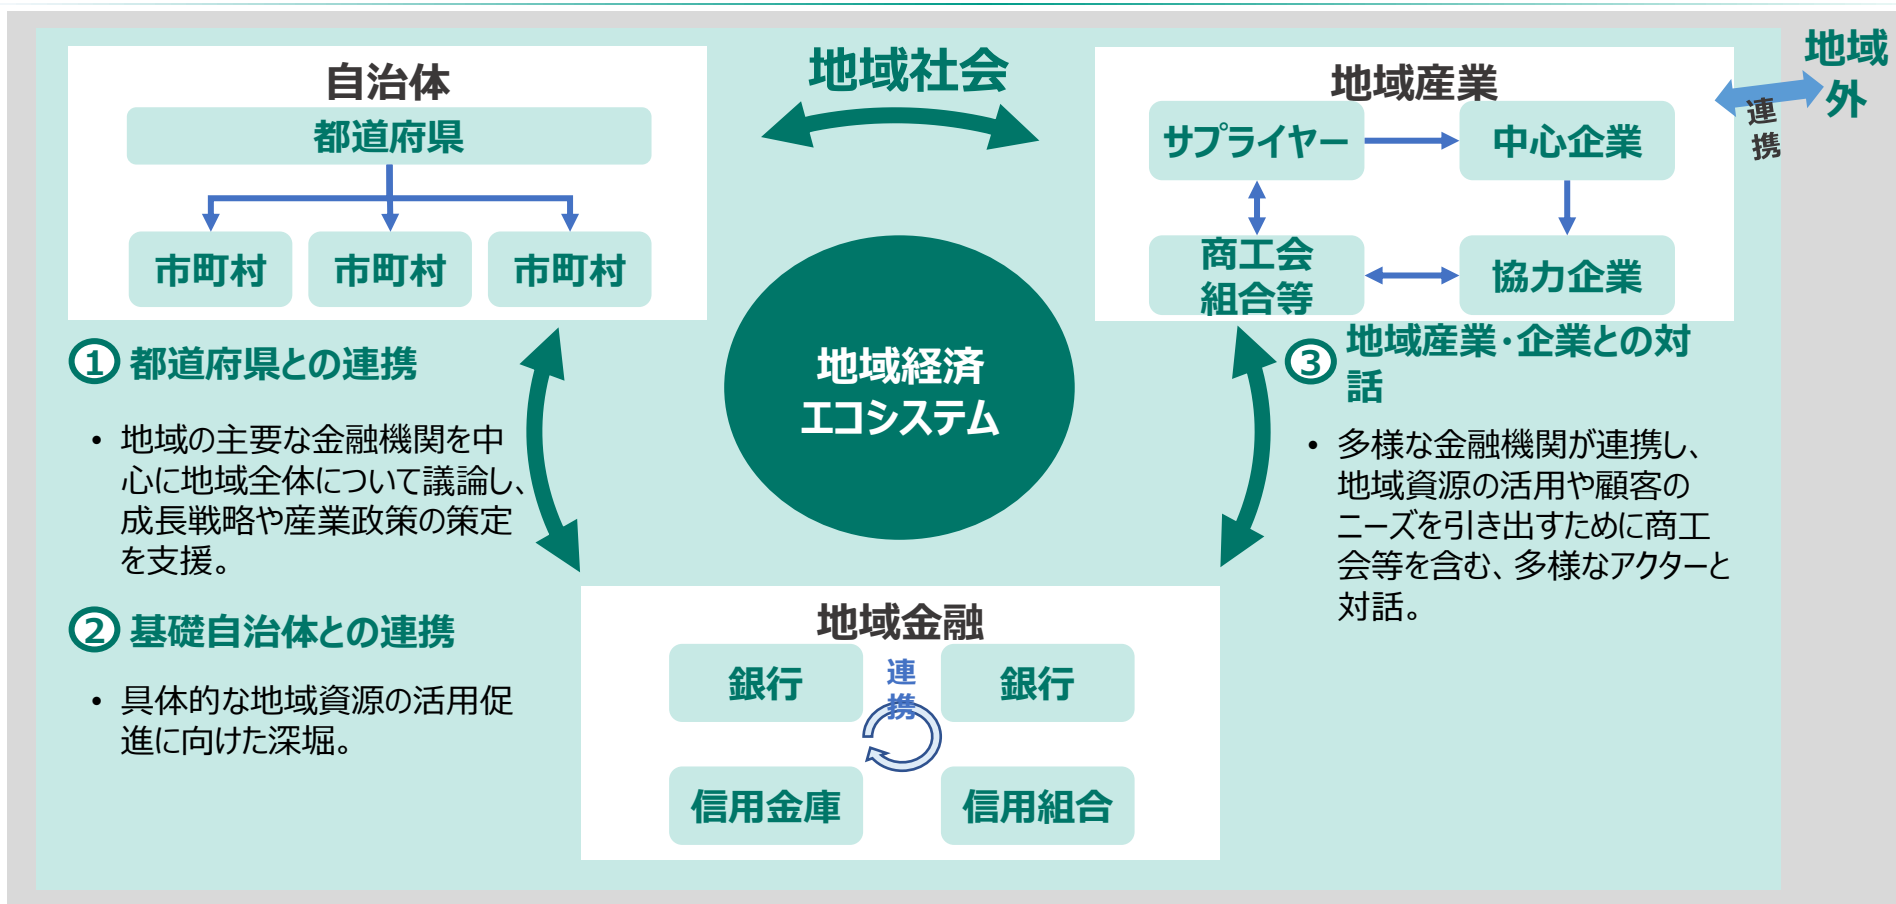 地域社会
地域
外
連
携
自治体
都道府県
市町村 市町村 市町村
地域産業
サプライヤー 中心企業
商工会
組合等
協力企業
地域経済
エコシステム
① 都道府県との連携
• 地域の主要な金融機関を中
心に地域全体について議論し、
成長戦略や産業政策の策定
を支援。
② 基礎自治体との連携
• 具体的な地域資源の活用促
進に向けた深堀。
③ 地域産業・企業との対
話
• 多様な金融機関が連携し、
地域資源の活用や顧客の
ニーズを引き出すために商工
会等を含む、多様なアクターと
対話。
地域金融
銀行 銀行
連
携
信用金庫 信用組合